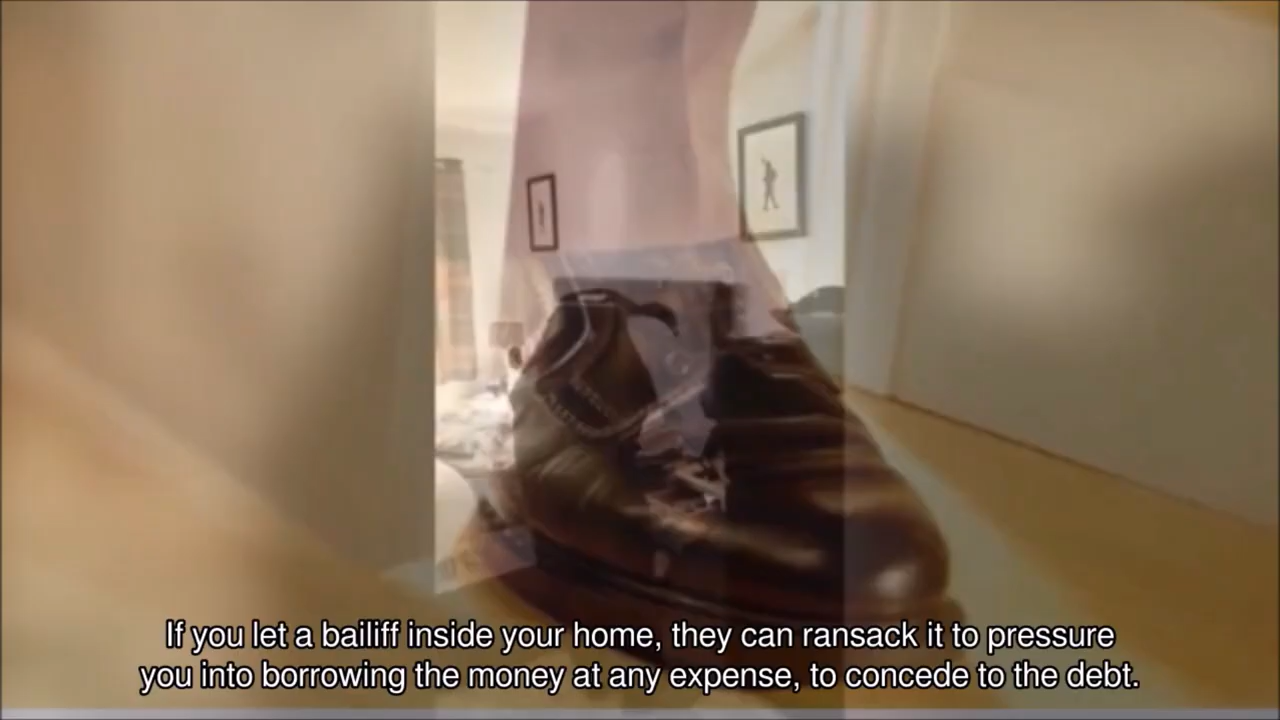 If you let a bailiff inside your home, they can ransack it to pressure
you into borrowing the money at any expense, to concede to the debt.